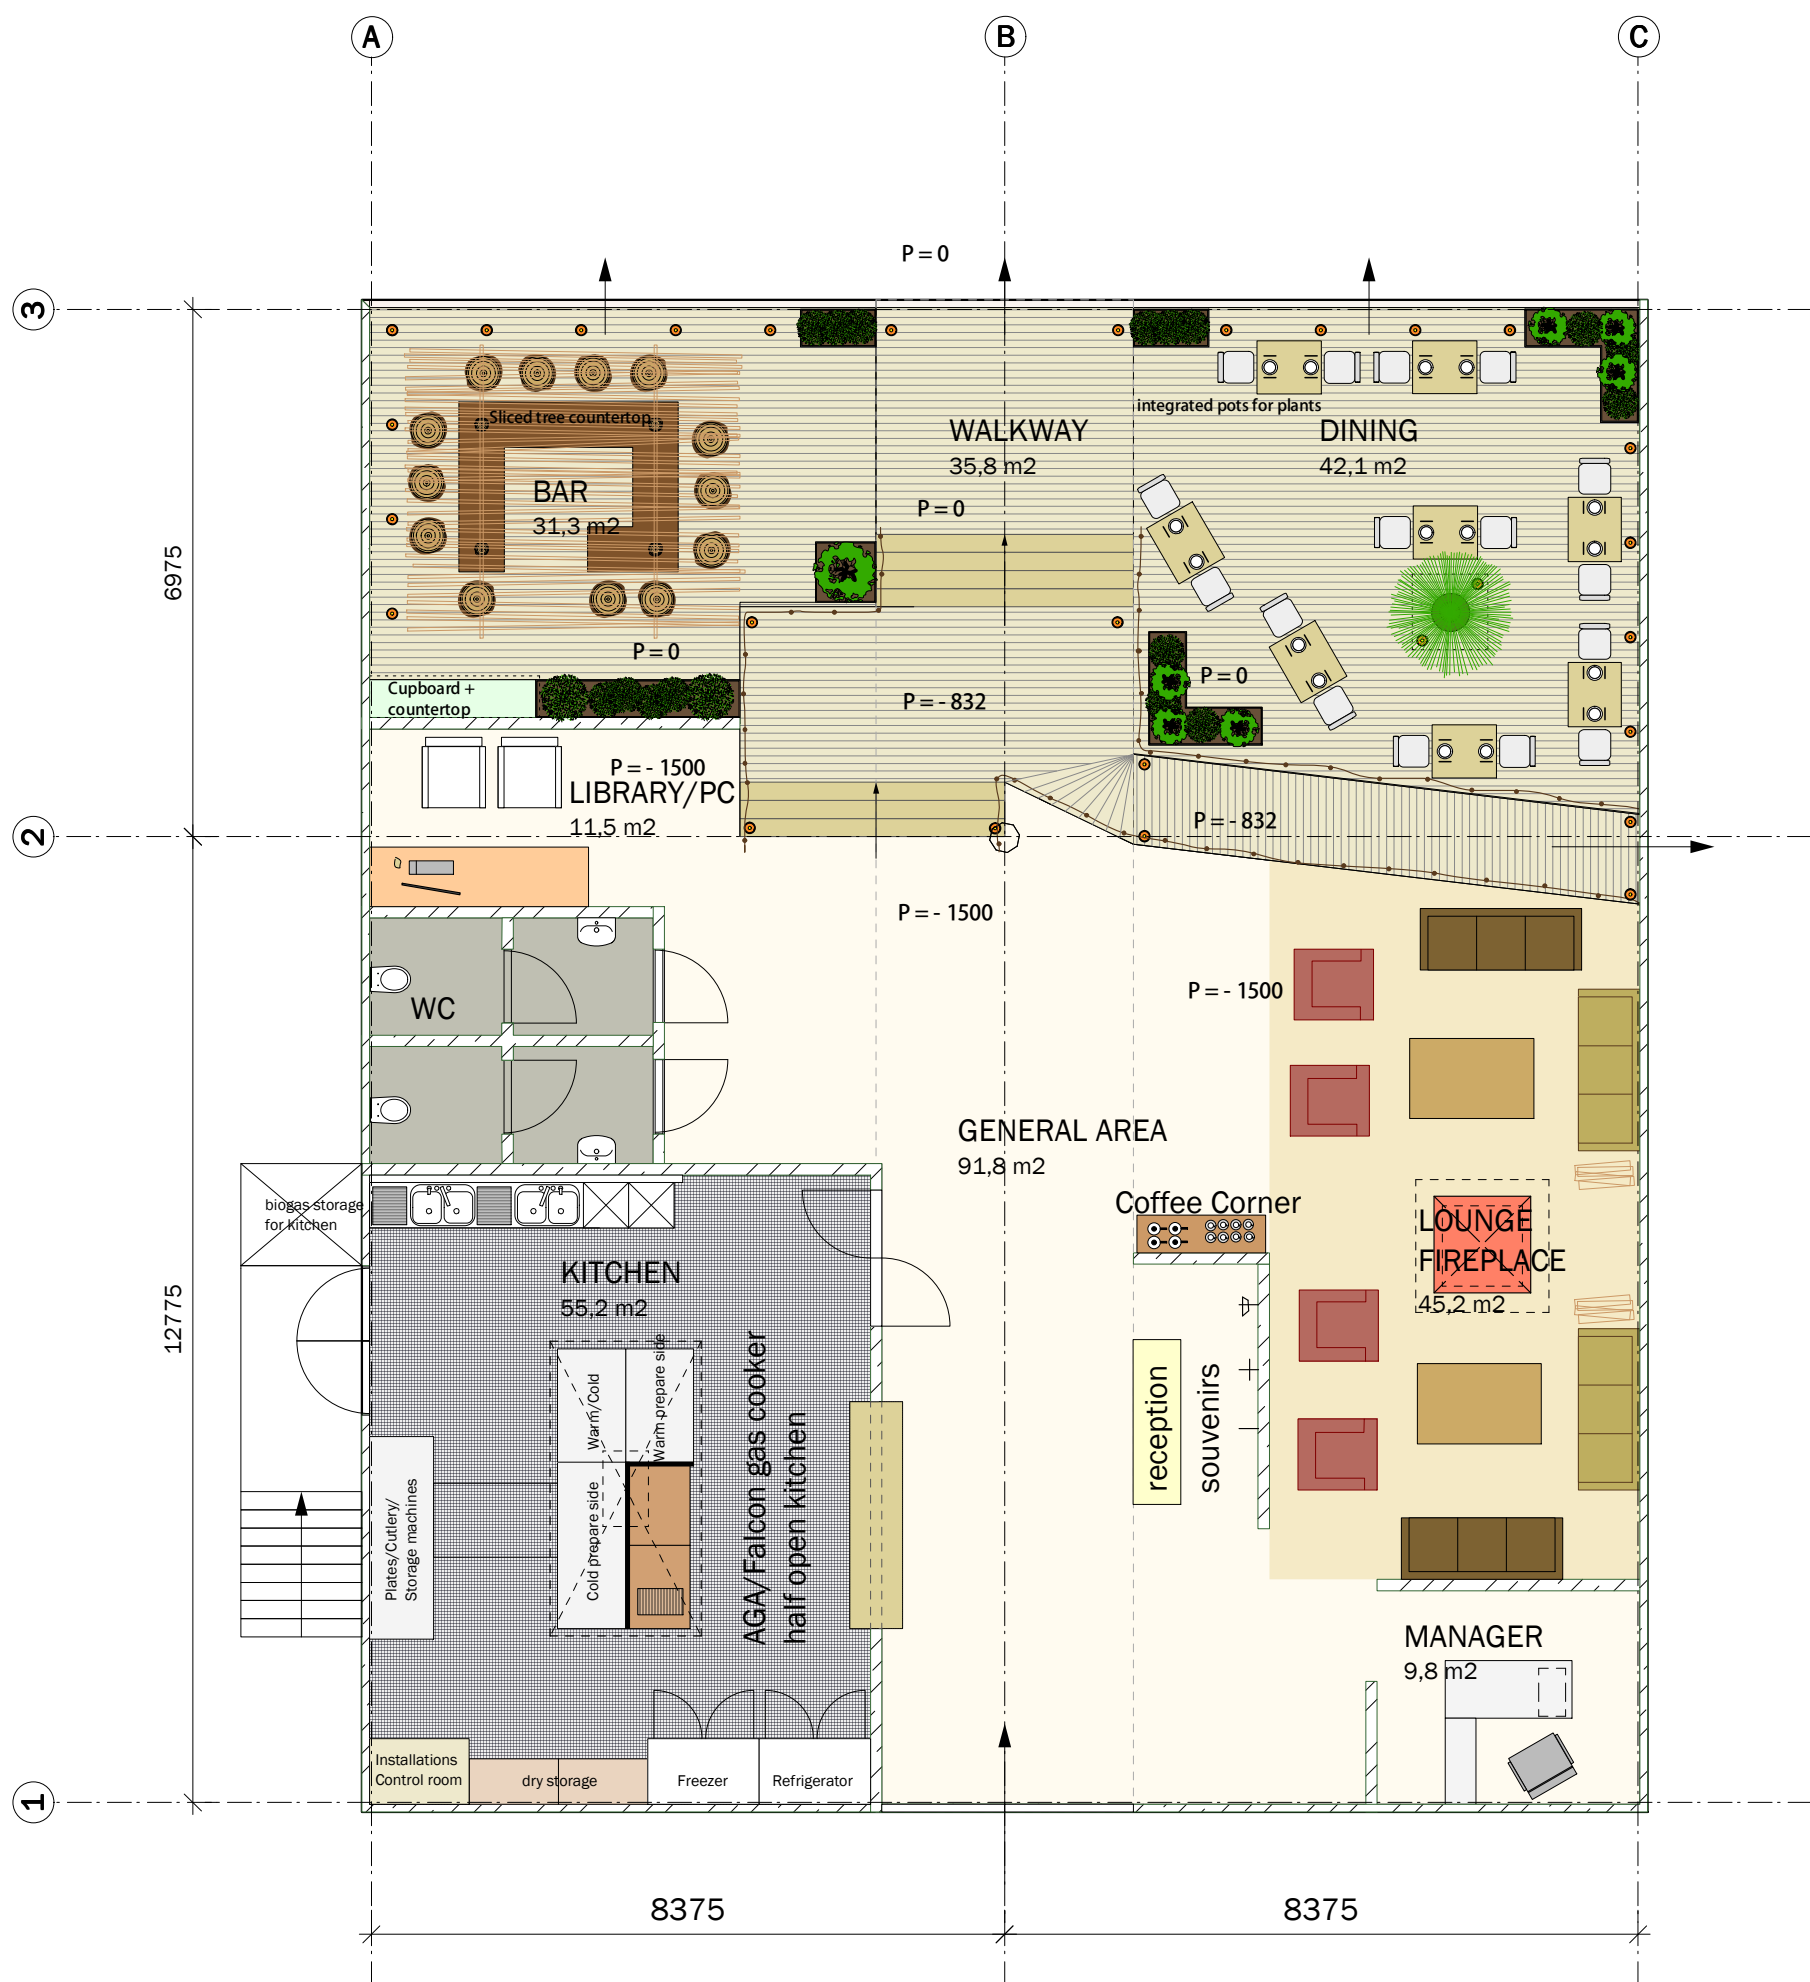 A
B
C
P = 0
3
Sliced tree countertop
integrated pots for plants
WALKWAY
35,8 m2
DINING
42,1 m2
BAR
31,3 m2
P = 0
6975
P = 0
P = 0
Cupboard +
countertop
P = - 832
P = - 1500
LIBRARY/PC
11,5 m2
P = - 832
2
P = - 1500
P = - 1500
WC
GENERAL AREA
91,8 m2
biogas storage
for kitchen
Coffee Corner
LOUNGE
FIREPLACE
45,2 m2
KITCHEN
55,2 m2
12775
Warm/Cold
Warm prepare side
Cold prepare side
AGA/Falcon gas cooker
half open kitchen
reception
souvenirs
Plates/Cutlery/
Storage machines
MANAGER
9,8 m2
Installations
Control room
dry storage
Freezer
Refrigerator
1
8375
8375